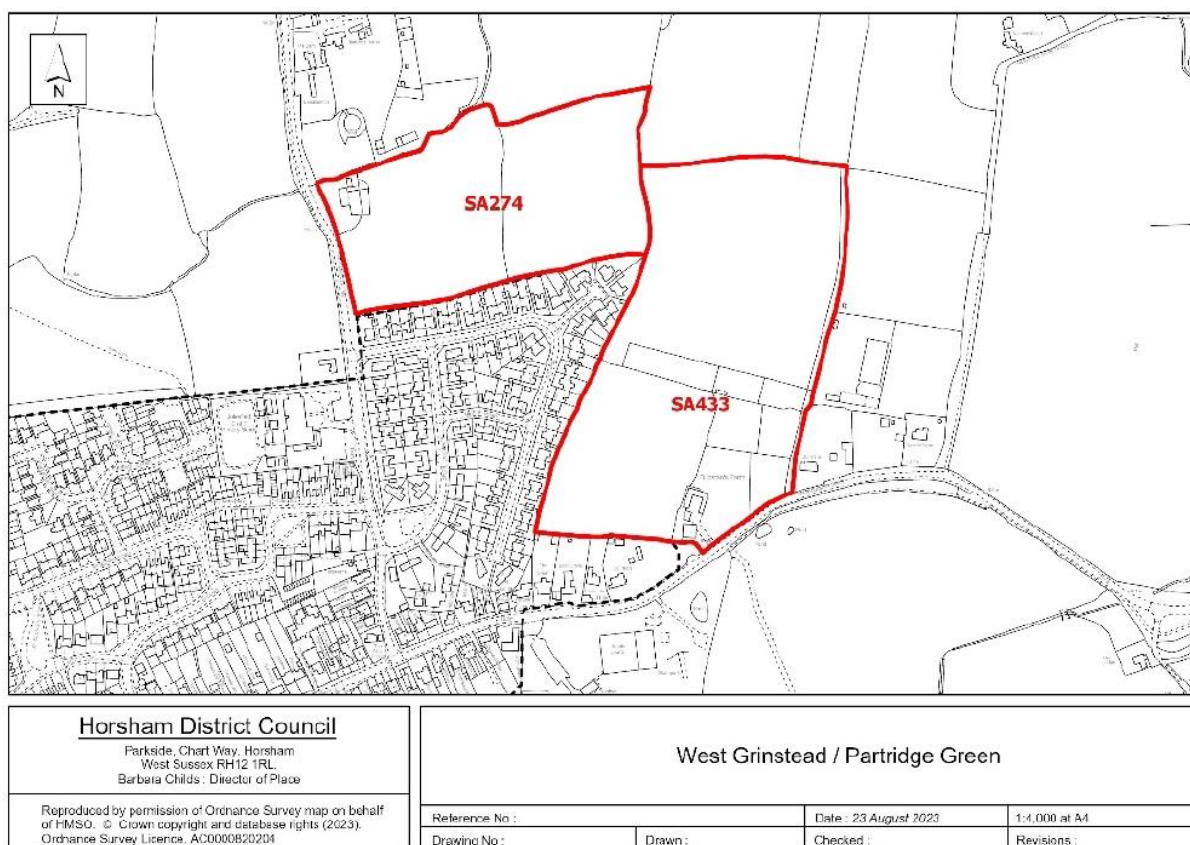 N
SA274
SA433
Pond
Horsham District Council
Parkside, Chart Way, Horsham
West Sussex RH12 1RL.
Barbara Childs : Director of Place
Reproduced by permission of Ordnance Survey map on behalf
of HMSO. © Crown copyright and database rights (2023).
Ordnance Survey Licence. AC0000820204
West Grinstead / Partridge Green
Reference No :
Date : 23 August 2023
1:4,000 at A4
Drawing No :
Drawn :
Checked :
Revisions :